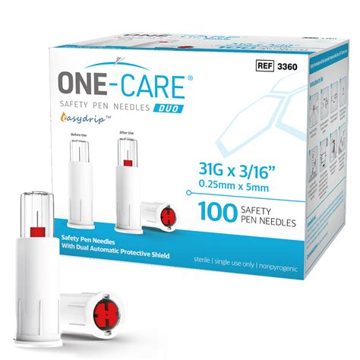 REF 3360
ONE-CARE®
SAFETY PEN NEEDLES DUO
Easydrip™
Before Use
After Use
31G x 3/16”
0.25mm x 5mm
100 SAFETY PEN NEEDLES
Safety Pen Needles
With Dual Automatic Protective Shield
sterile | single use only | nonpyrogenic